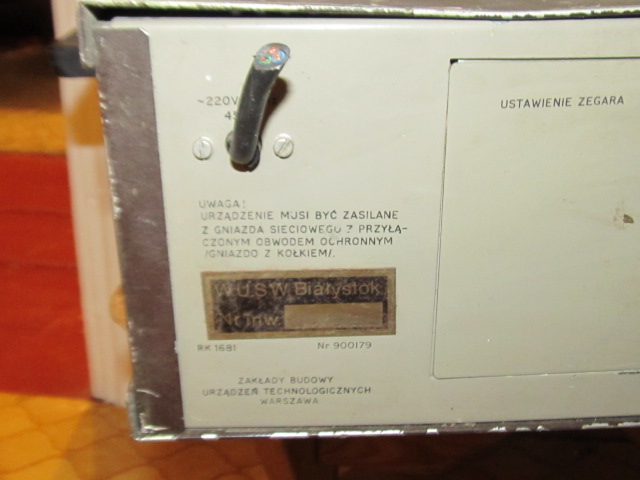 ~220V
USTAWIENIE ZEGARA
UWAGA!
URZĄDZENIE MUSI BYĆ ZASILANE
Z GNIAZDA SIECIOWEGO Z PRZYŁĄ-
CZONYM OBWODEM OCHRONNYM
/GNIAZDO Z KOŁKIEM/.
W.U.S.W Białystok
Nr inw
RK 1681 Nr 900179
ZAKŁADY BUDOWY
URZĄDZEŃ TECHNOLOGICZNYCH
WARSZAWA